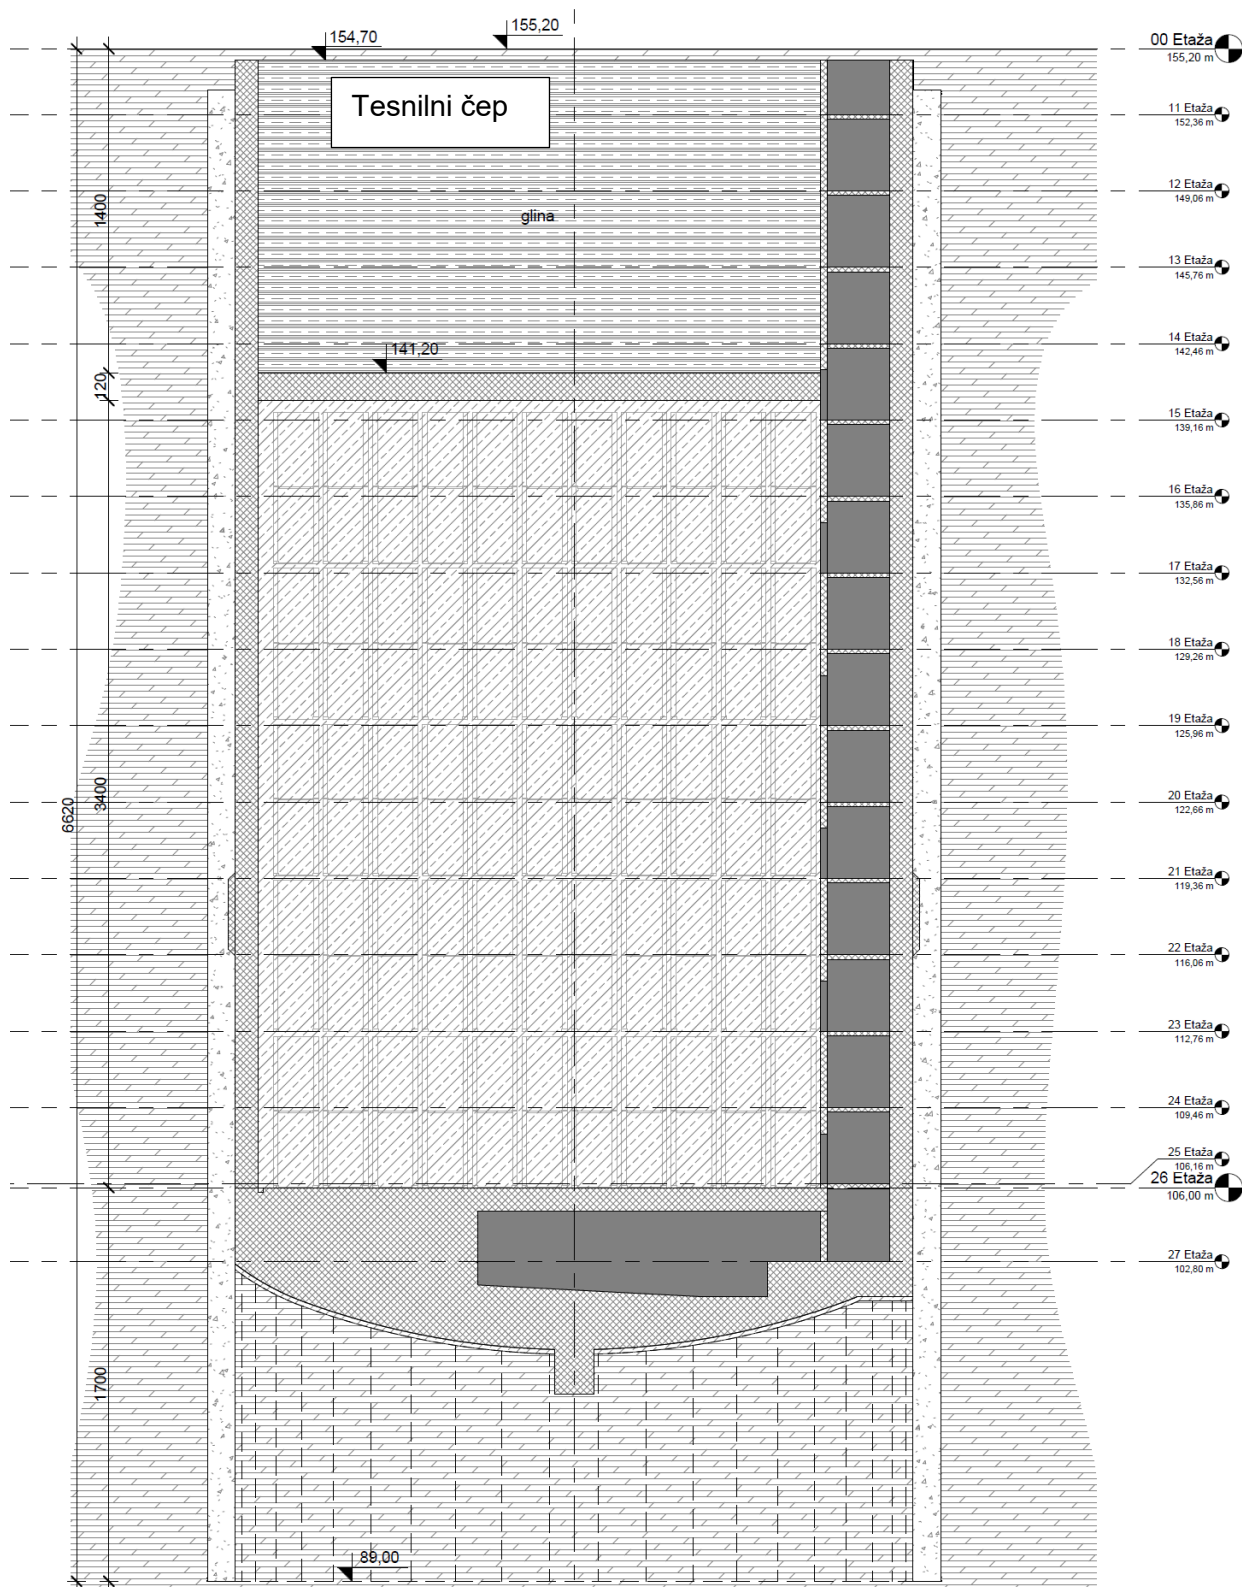 155,20
154,70
00 Etaža
155,20 m
Tesnilni čep
11 Etaža
152,36 m
12 Etaža
149,06 m
1400
glina
13 Etaža
145,76 m
14 Etaža
142,46 m
141,20
120
15 Etaža
139,16 m
16 Etaža
135,86 m
17 Etaža
132,56 m
18 Etaža
129,26 m
19 Etaža
125,96 m
6620
3400
20 Etaža
122,66 m
21 Etaža
119,36 m
22 Etaža
116,06 m
23 Etaža
112,76 m
24 Etaža
109,46 m
25 Etaža
106,16 m
26 Etaža
106,00 m
27 Etaža
102,80 m
1700
89,00